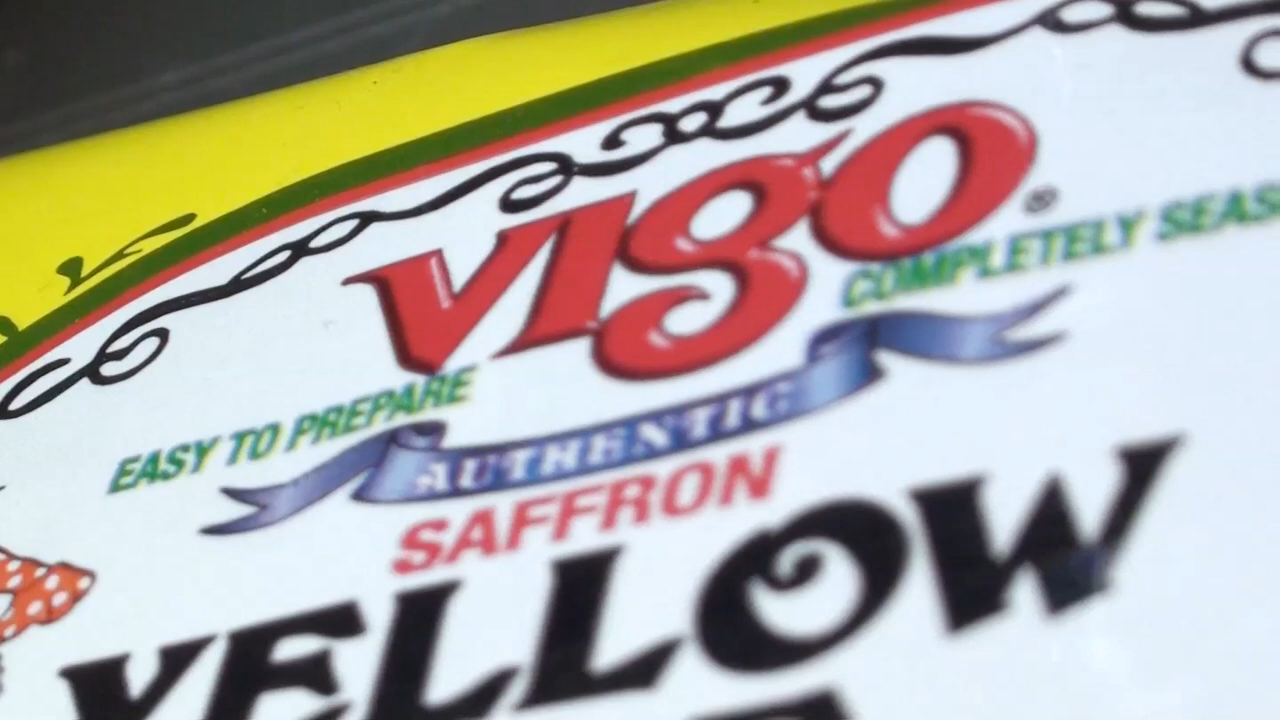 VIGO®
EASY TO PREPARE
COMPLETELY SEAS
AUTHENTIC
SAFFRON
YELLOW